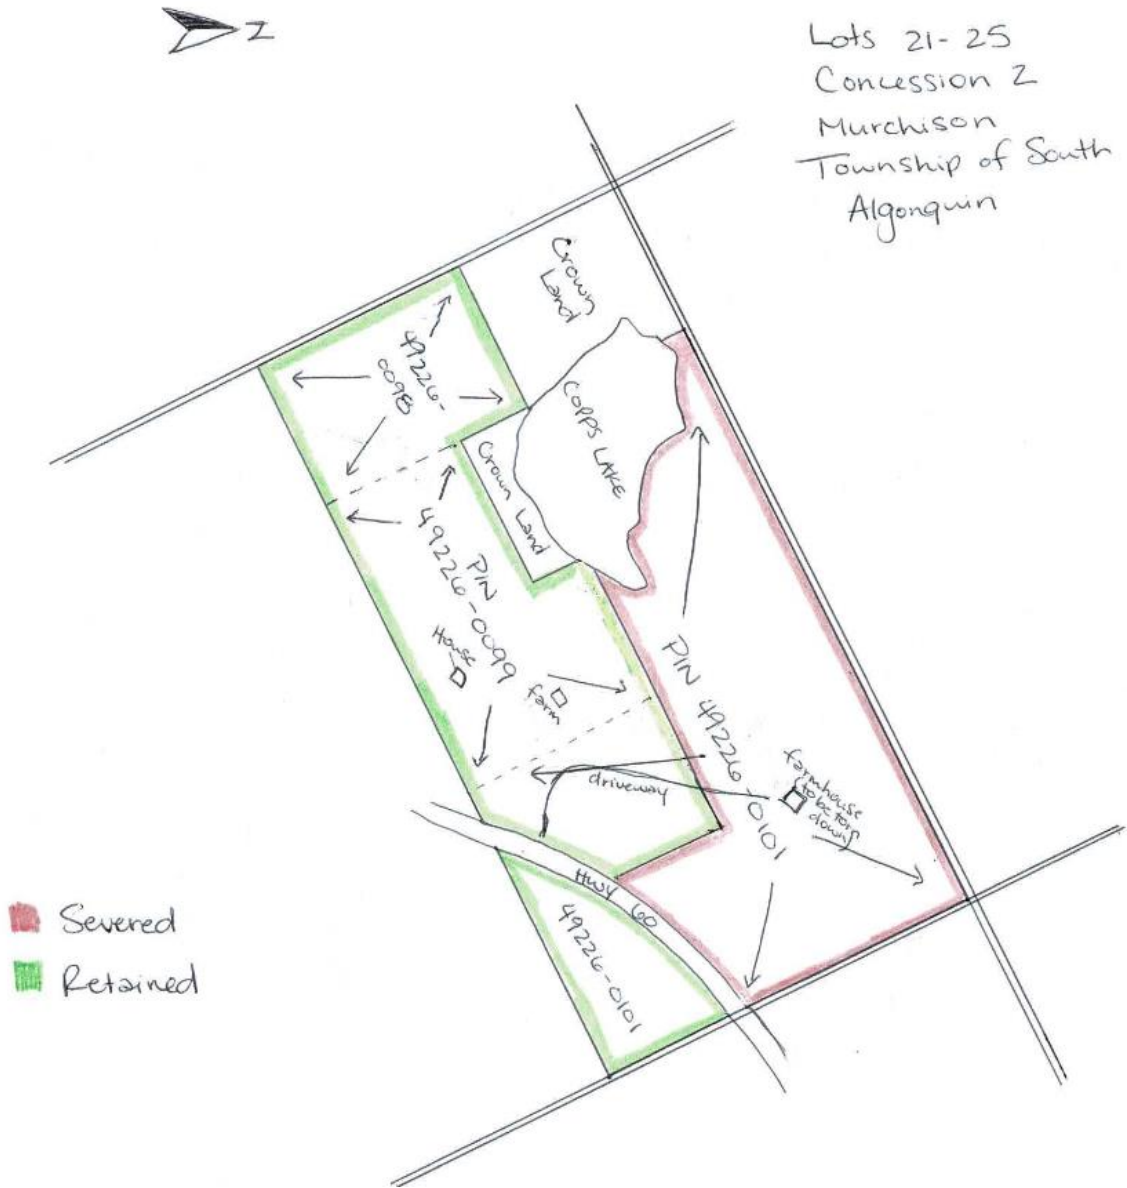 N
Lots 21-25
Concession 2
Murchison
Township of South
Algonquin
Crown
Land
49226-
0098
COPPS LAKE
Crown Land
PIN
49226-0099
House
farm
PIN 49226-0101
farmhouse
to be torn
down
driveway
HWY 60
49226-0101
Severed
Retained